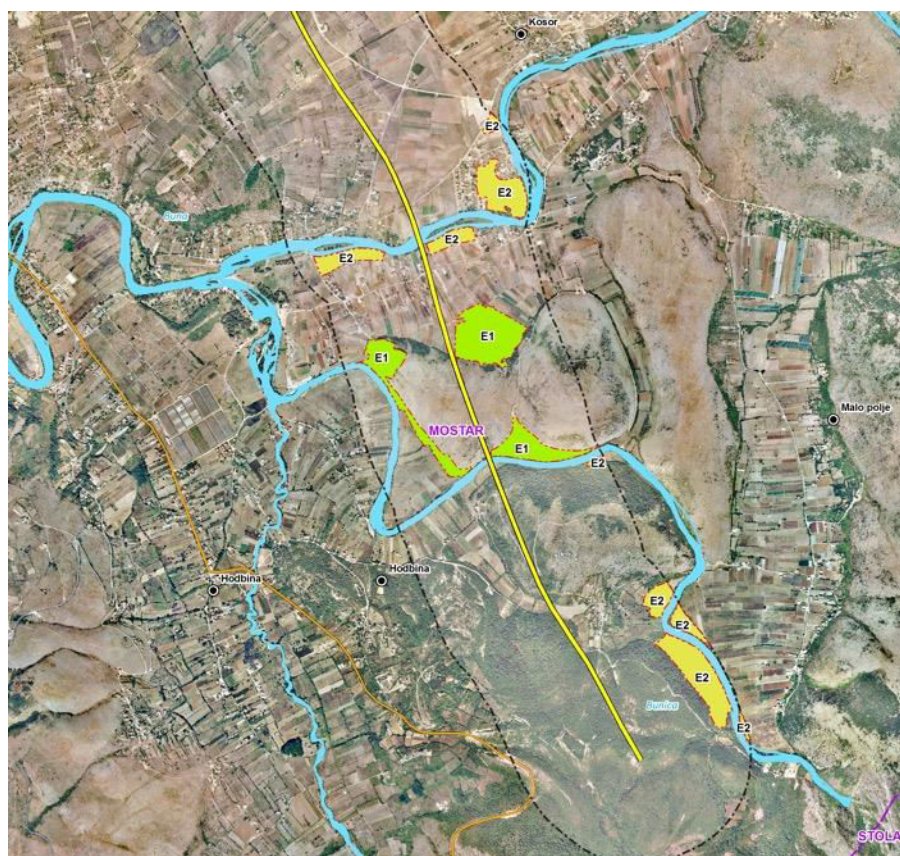 Kosor
E2
E2
Buna
E2
E2
E1
E1
Malo polje
MOSTAR
E1
E2
Hodbina
Hodbina
E2
E2
E2
Bunica
E2
STOLA